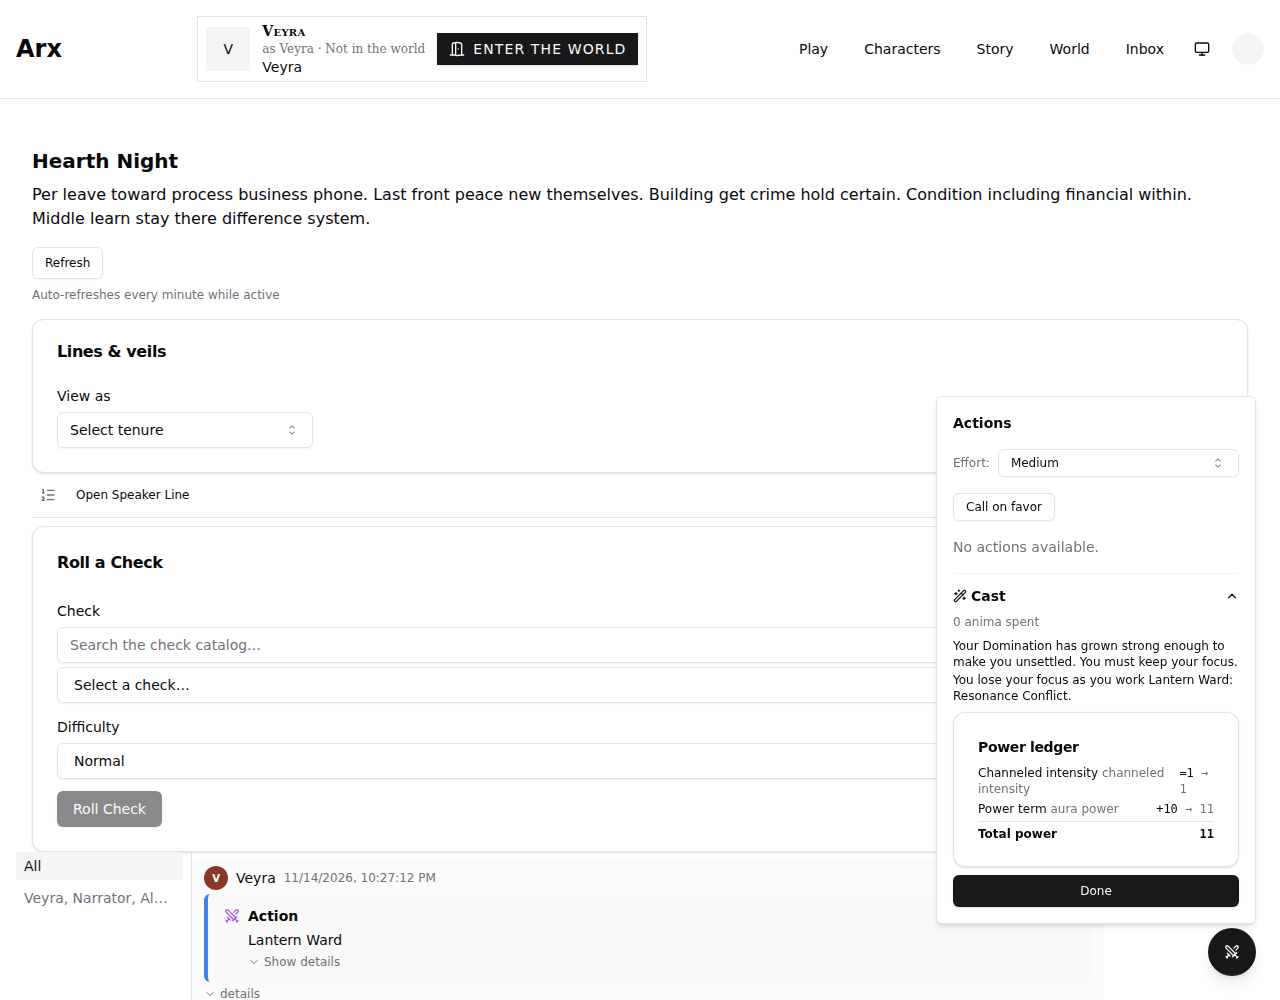 Arx
V
Veyra
as Veyra · Not in the world
Veyra
ENTER THE WORLD
Play
Characters
Story
World
Inbox
Hearth Night
Per leave toward process business phone. Last front peace new themselves. Building get crime hold certain. Condition including financial within.
Middle learn stay there difference system.
Refresh
Auto-refreshes every minute while active
Lines & veils
View as
Select tenure
Open Speaker Line
Roll a Check
Check
Search the check catalog...
Select a check...
Difficulty
Normal
Roll Check
All
Veyra, Narrator, Al...
V
Veyra
11/14/2026, 10:27:12 PM
Action
Lantern Ward
Show details
details
Actions
Effort:
Medium
Call on favor
No actions available.
Cast
0 anima spent
Your Domination has grown strong enough to
make you unsettled. You must keep your focus.
You lose your focus as you work Lantern Ward:
Resonance Conflict.
Power ledger
Channeled intensity channeled =1 →
intensity 1
Power term aura power +10 → 11
Total power 11
Done